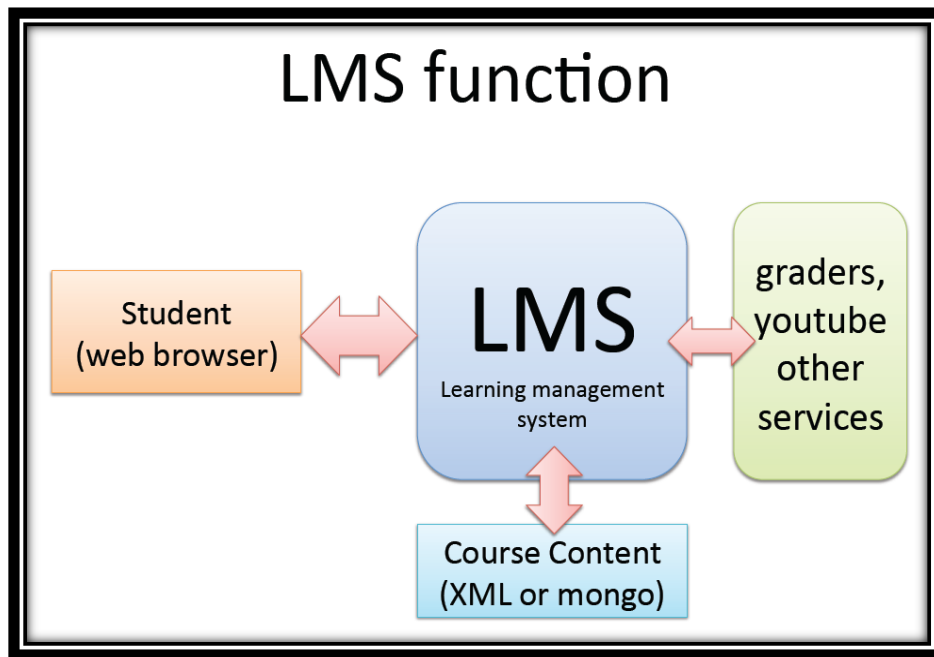 LMS function
Student
(web browser)
LMS
Learning management
system
graders,
youtube
other
services
Course Content
(XML or mongo)